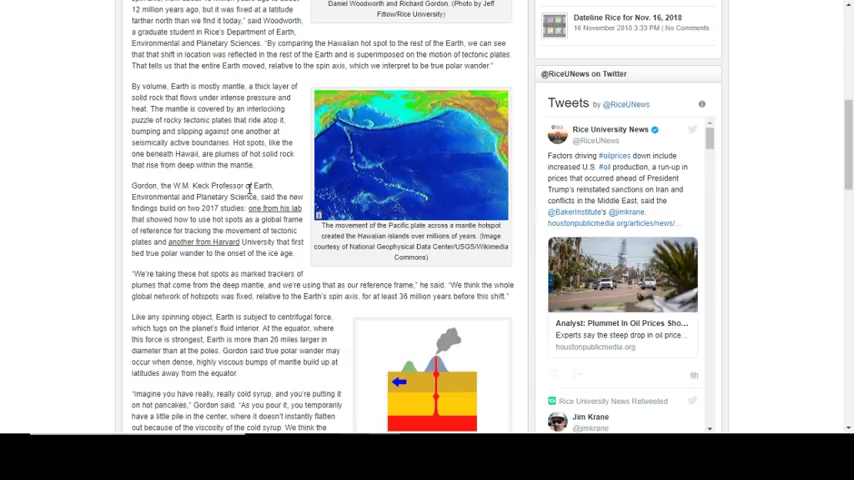 12 million years ago, but it was fixed at a latitude
farther north than we find it today," said Woodworth,
a graduate student in Rice's Department of Earth,
Environmental and Planetary Sciences. "By comparing the Hawaiian hot spot to the rest of the Earth, we can see
that that shift in location was reflected in the rest of the Earth and is superimposed on the motion of tectonic plates.
That tells us that the entire Earth moved, relative to the spin axis, which we interpret to be true polar wander."
By volume, Earth is mostly mantle, a thick layer of
solid rock that flows under intense pressure and
heat. The mantle is covered by an interlocking
puzzle of rocky tectonic plates that ride atop it,
bumping and slipping against one another at
seismically active boundaries. Hot spots, like the
one beneath Hawaii, are plumes of hot solid rock
that rise from deep within the mantle.
Gordon, the W.M. Keck Professor of Earth,
Environmental and Planetary Science, said the new
findings build on two 2017 studies: one from his lab
that showed how to use hot spots as a global frame
of reference for tracking the movement of tectonic
plates and another from Harvard University that first
tied true polar wander to the onset of the ice age.
"We're taking these hot spots as marked trackers of
plumes that come from the deep mantle, and we're using that as our reference frame," he said. "We think the whole
global network of hotspots was fixed, relative to the Earth's spin axis, for at least 36 million years before this shift."
Like any spinning object, Earth is subject to centrifugal force,
which tugs on the planet's fluid interior. At the equator, where
this force is strongest, Earth is more than 26 miles larger in
diameter than at the poles. Gordon said true polar wander may
occur when dense, highly viscous bumps of mantle build up at
latitudes away from the equator.
"Imagine you have really, really cold syrup, and you're putting it
on hot pancakes," Gordon said. "As you pour it, you temporarily
have a little pile in the center, where it doesn't instantly flatten
out because of the viscosity of the cold syrup. We think the
Daniel Woodworth and Richard Gordon. (Photo by Jeff
Fitlow/Rice University)
The movement of the Pacific plate across a mantle hotspot
created the Hawaiian islands over millions of years. (Image
courtesy of National Geophysical Data Center/USGS/Wikimedia
Commons)
Dateline Rice for Nov. 16, 2018
16 November 2018 3:33 PM | No Comments
@RiceUNews on Twitter
Tweets by @RiceUNews
Rice University News
@RiceUNews
Factors driving #oilprices down include
increased U.S. #oil production, a run-up in
prices that occurred ahead of President
Trump's reinstated sanctions on Iran and
conflicts in the Middle East, said the
@BakerInstitute's @jimkrane.
houstonpublicmedia.org/articles/news/…
Analyst: Plummet In Oil Prices Sho…
Experts say the steep drop in oil price…
houstonpublicmedia.org
Rice University News Retweeted
Jim Krane
@jimkrane